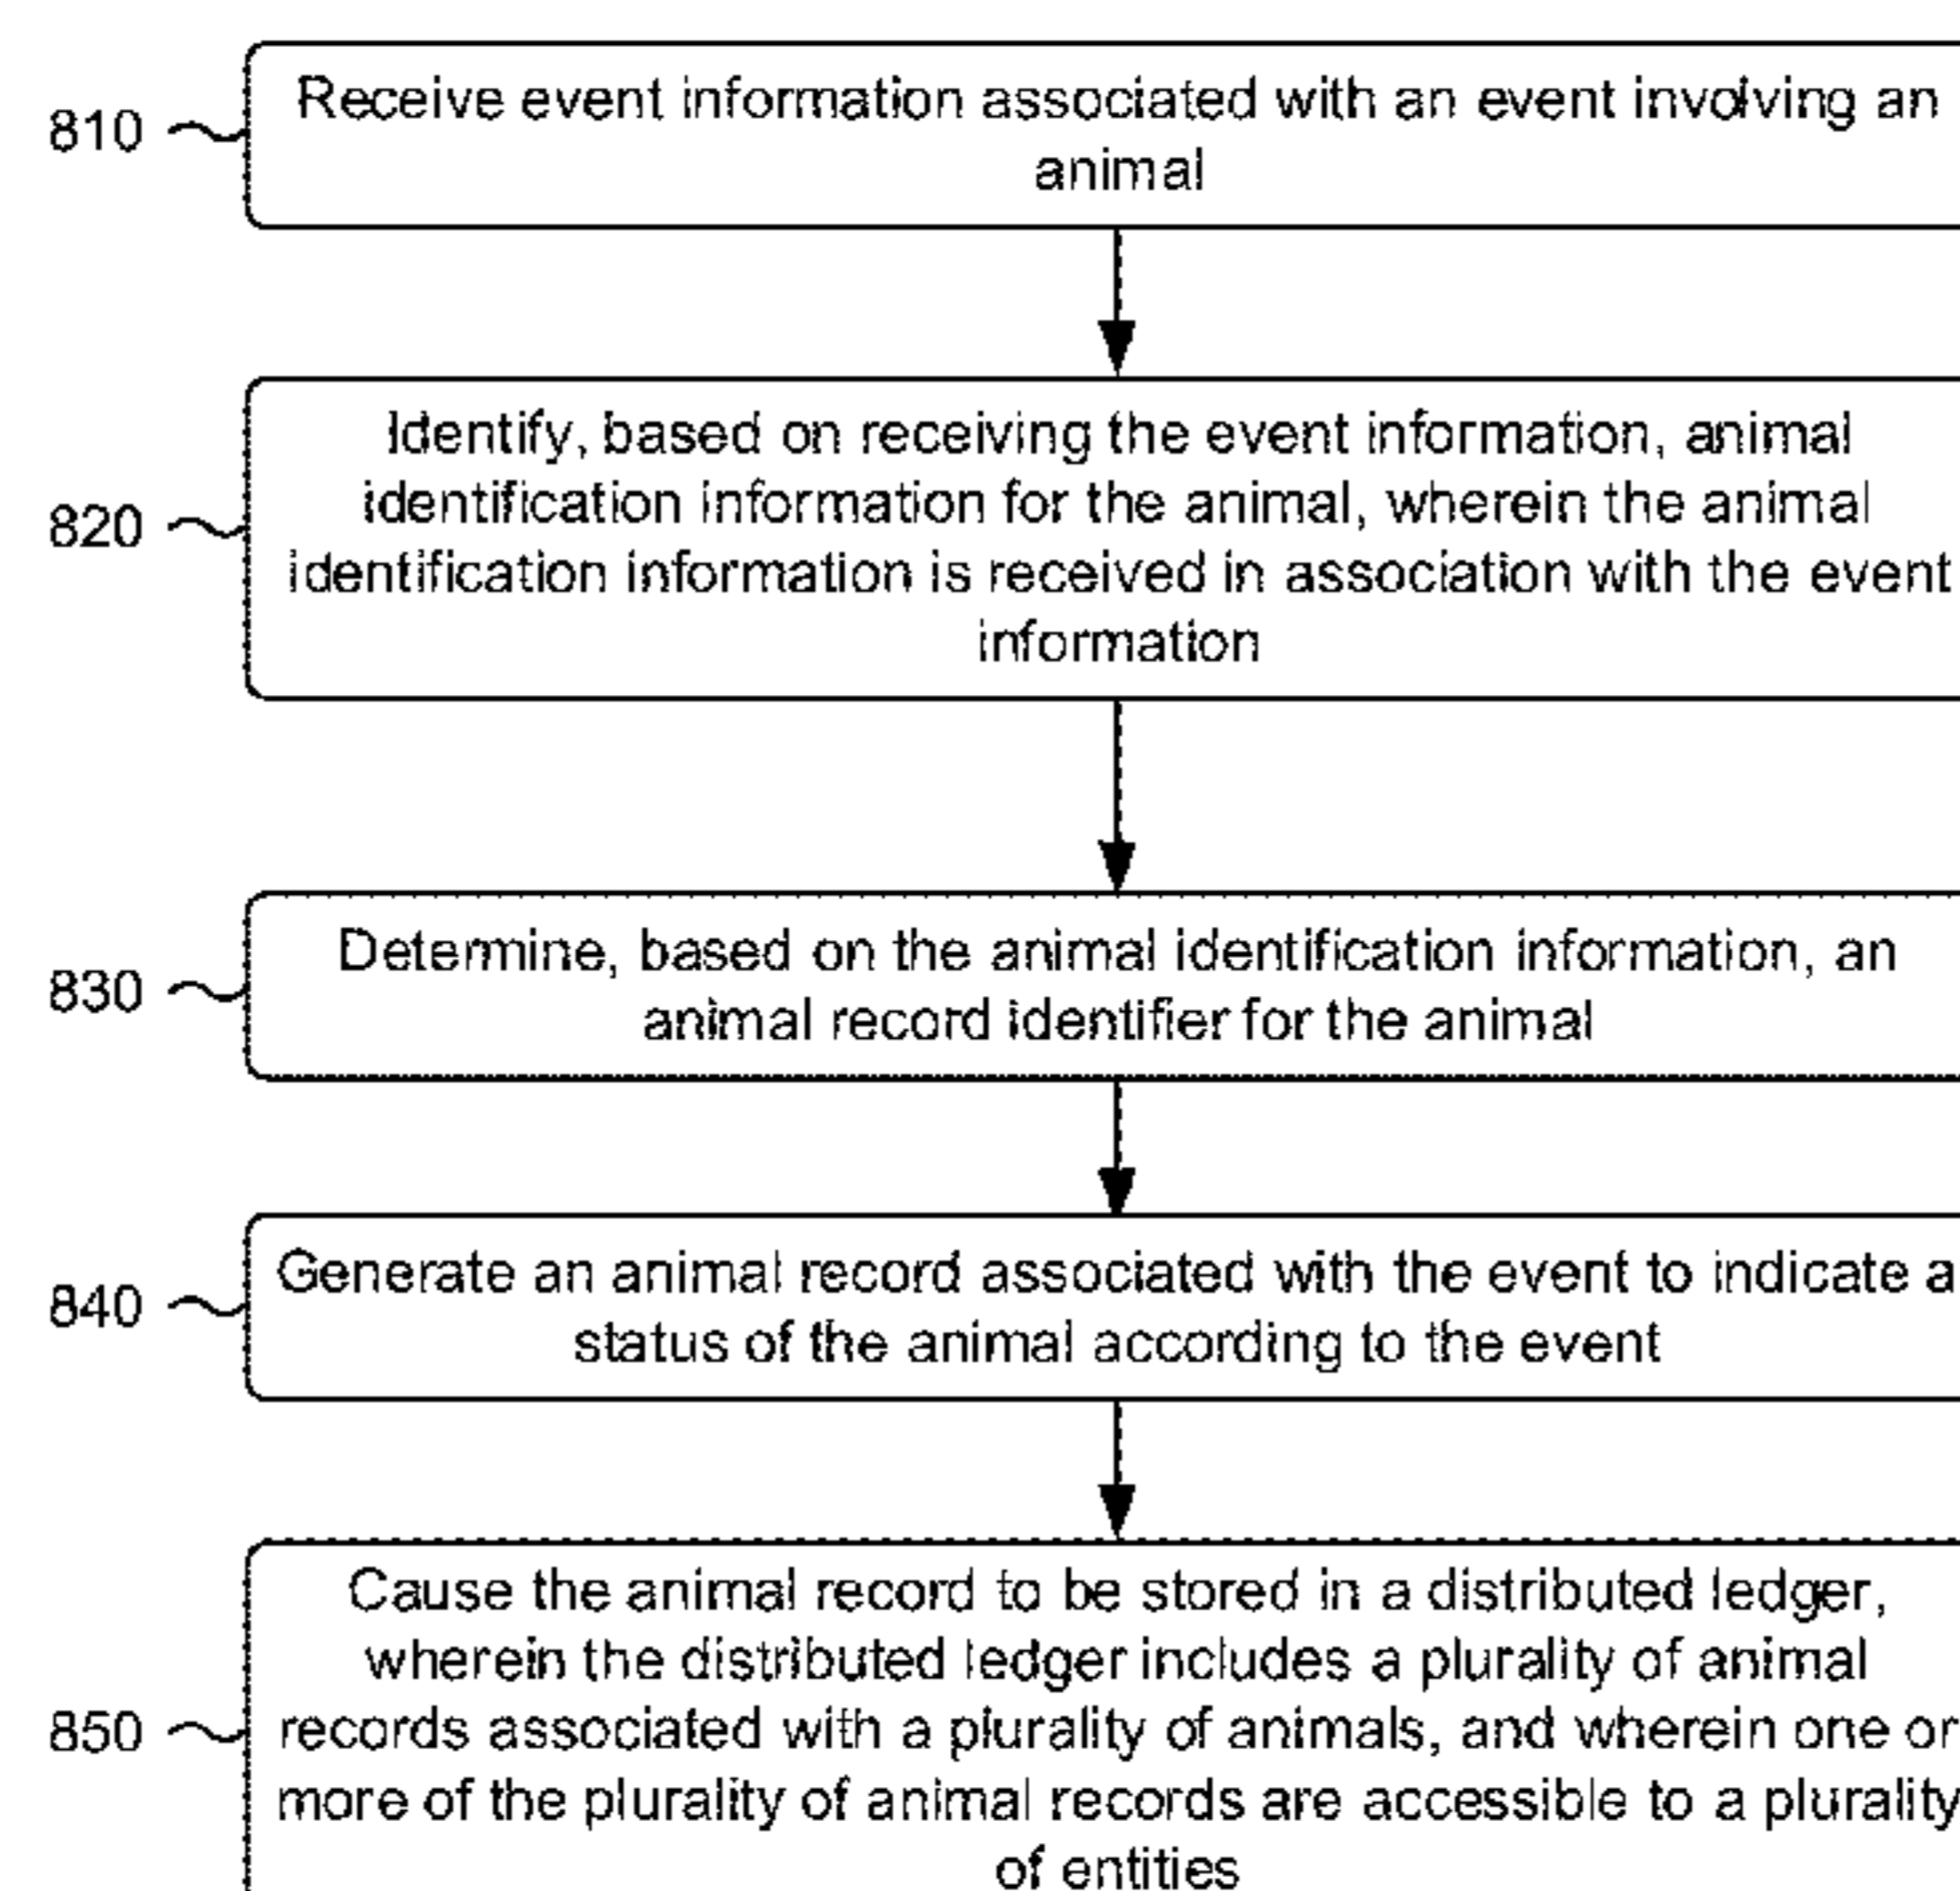 810
Receive event information associated with an event involving an
animal
820
Identify, based on receiving the event information, animal
identification information for the animal, wherein the animal
identification information is received in association with the event
information
830
Determine, based on the animal identification information, an
animal record identifier for the animal
840
Generate an animal record associated with the event to indicate a
status of the animal according to the event
850
Cause the animal record to be stored in a distributed ledger,
wherein the distributed ledger includes a plurality of animal
records associated with a plurality of animals, and wherein one or
more of the plurality of animal records are accessible to a plurality
of entities